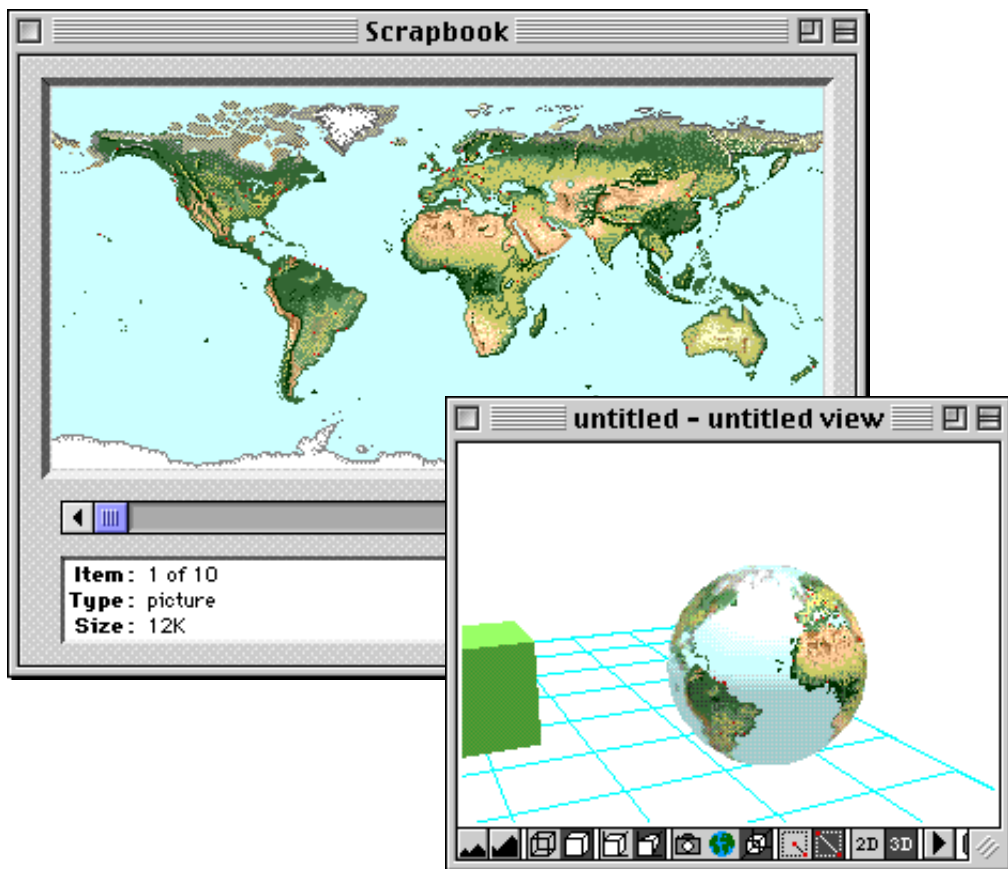 Scrapbook
Item: 1 of 10
Type: picture
Size: 12K
untitled – untitled view
2D 3D